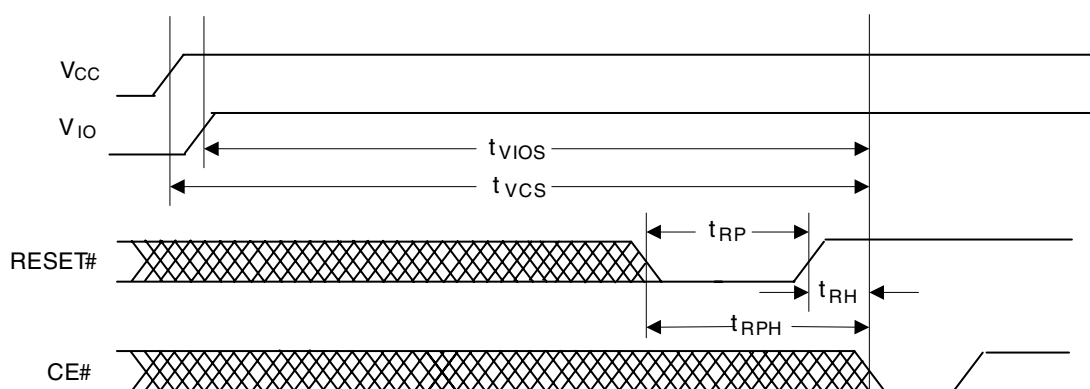 VCC
VIO
tVIOS
tVCS
tRP
RESET#
tRH
tRPH
CE#